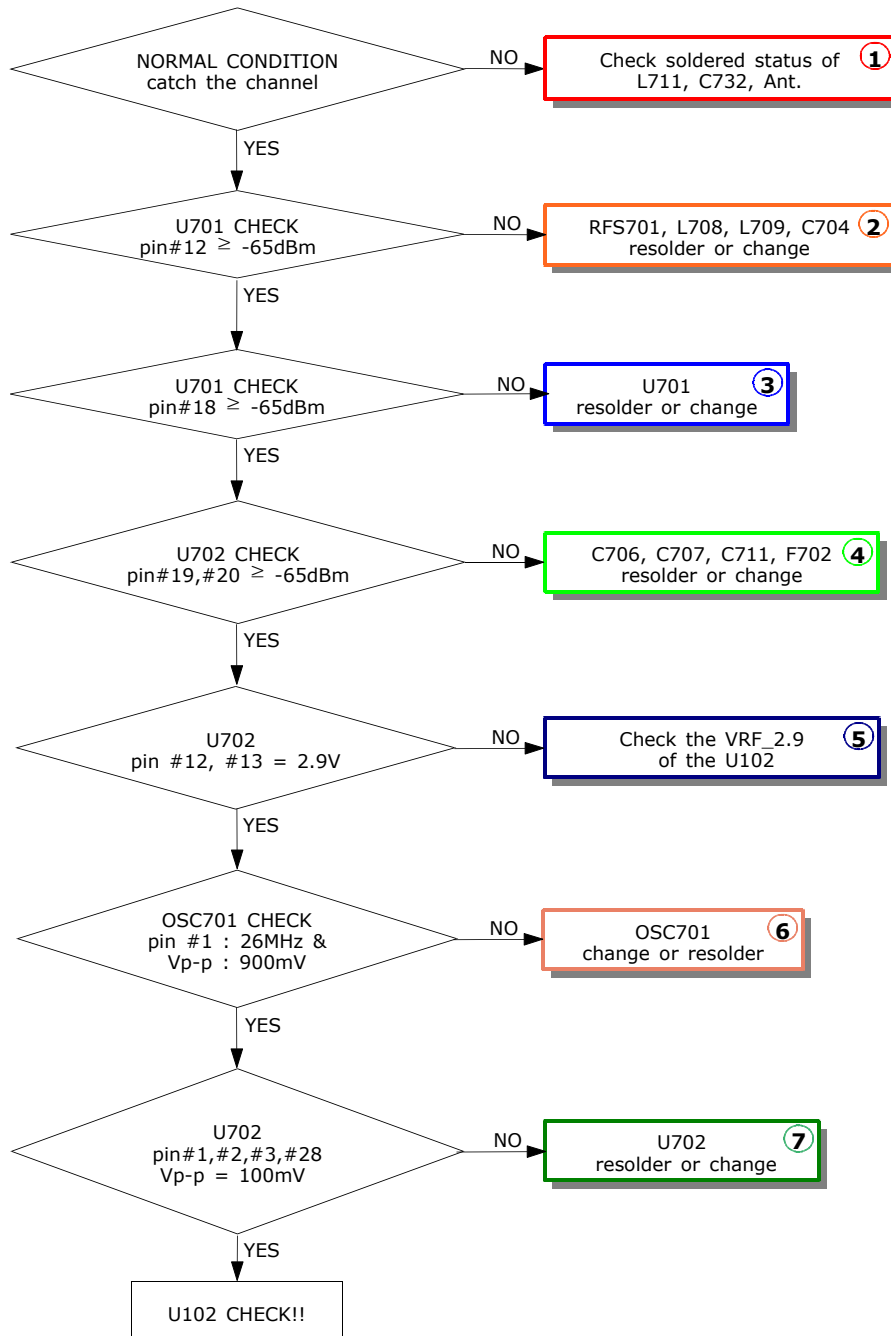 NORMAL CONDITION
catch the channel
NO
Check soldered status of
L711, C732, Ant.
1
YES
U701 CHECK
pin#12 ≥ -65dBm
NO
RFS701, L708, L709, C704
resolder or change
2
YES
U701 CHECK
pin#18 ≥ -65dBm
NO
U701
resolder or change
3
YES
U702 CHECK
pin#19,#20 ≥ -65dBm
NO
C706, C707, C711, F702
resolder or change
4
YES
U702
pin #12, #13 = 2.9V
NO
Check the VRF_2.9
of the U102
5
YES
OSC701 CHECK
pin #1 : 26MHz &
Vp-p : 900mV
NO
OSC701
change or resolder
6
YES
U702
pin#1,#2,#3,#28
Vp-p = 100mV
NO
U702
resolder or change
7
YES
U102 CHECK!!